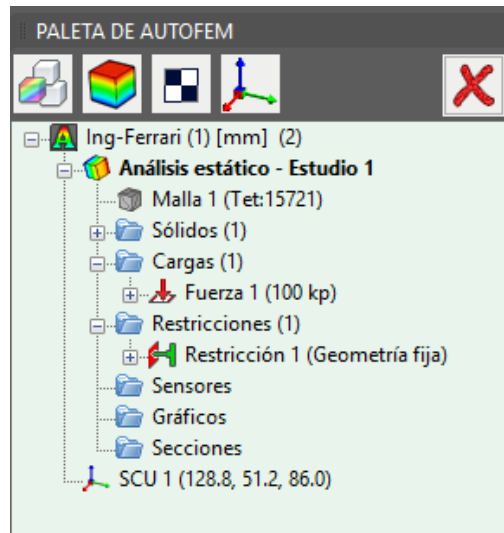 PALETA DE AUTOFEM
Ing-Ferrari (1) [mm] (2)
Análisis estático - Estudio 1
Malla 1 (Tet:15721)
Sólidos (1)
Cargas (1)
Fuerza 1 (100 kp)
Restricciones (1)
Restricción 1 (Geometría fija)
Sensores
Gráficos
Secciones
SCU 1 (128.8, 51.2, 86.0)